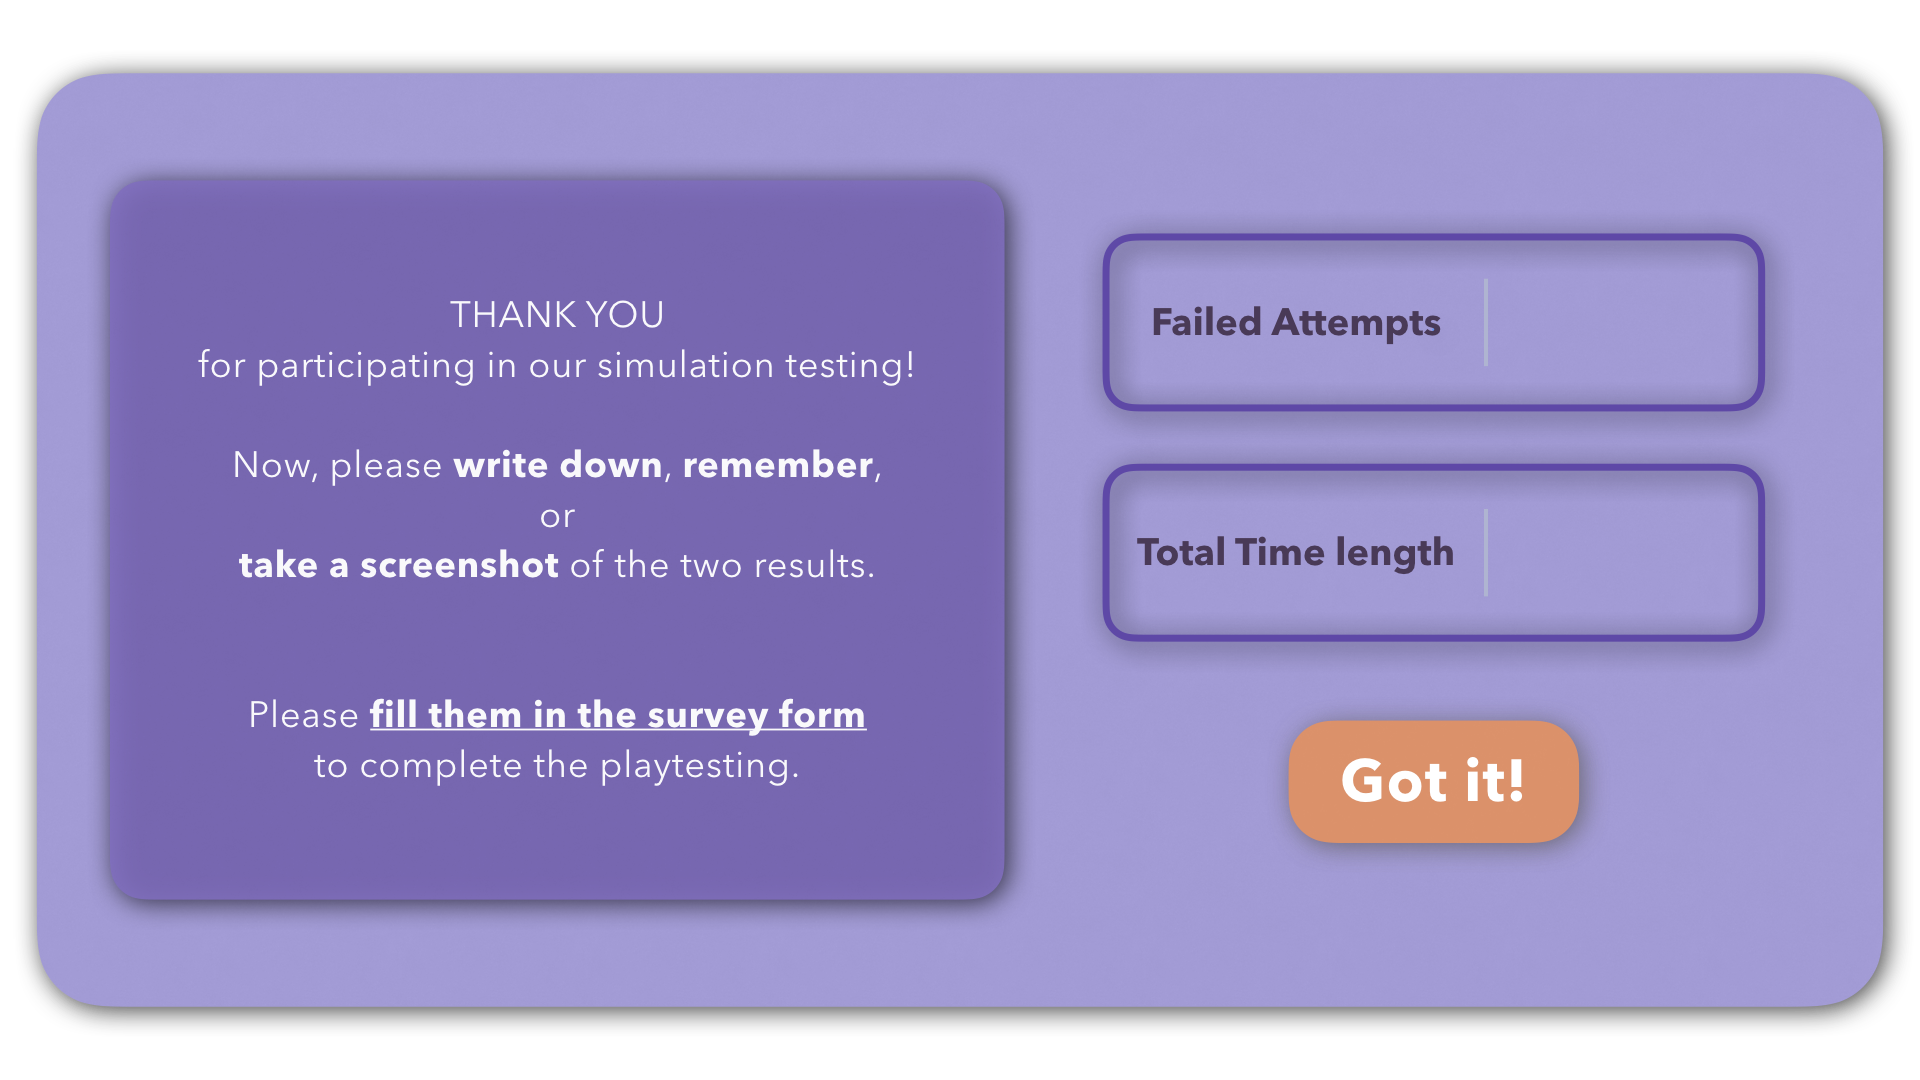 THANK YOU
for participating in our simulation testing!
Now, please write down, remember,
or
take a screenshot of the two results.
Please fill them in the survey form
to complete the playtesting.
Failed Attempts
Total Time length
Got it!